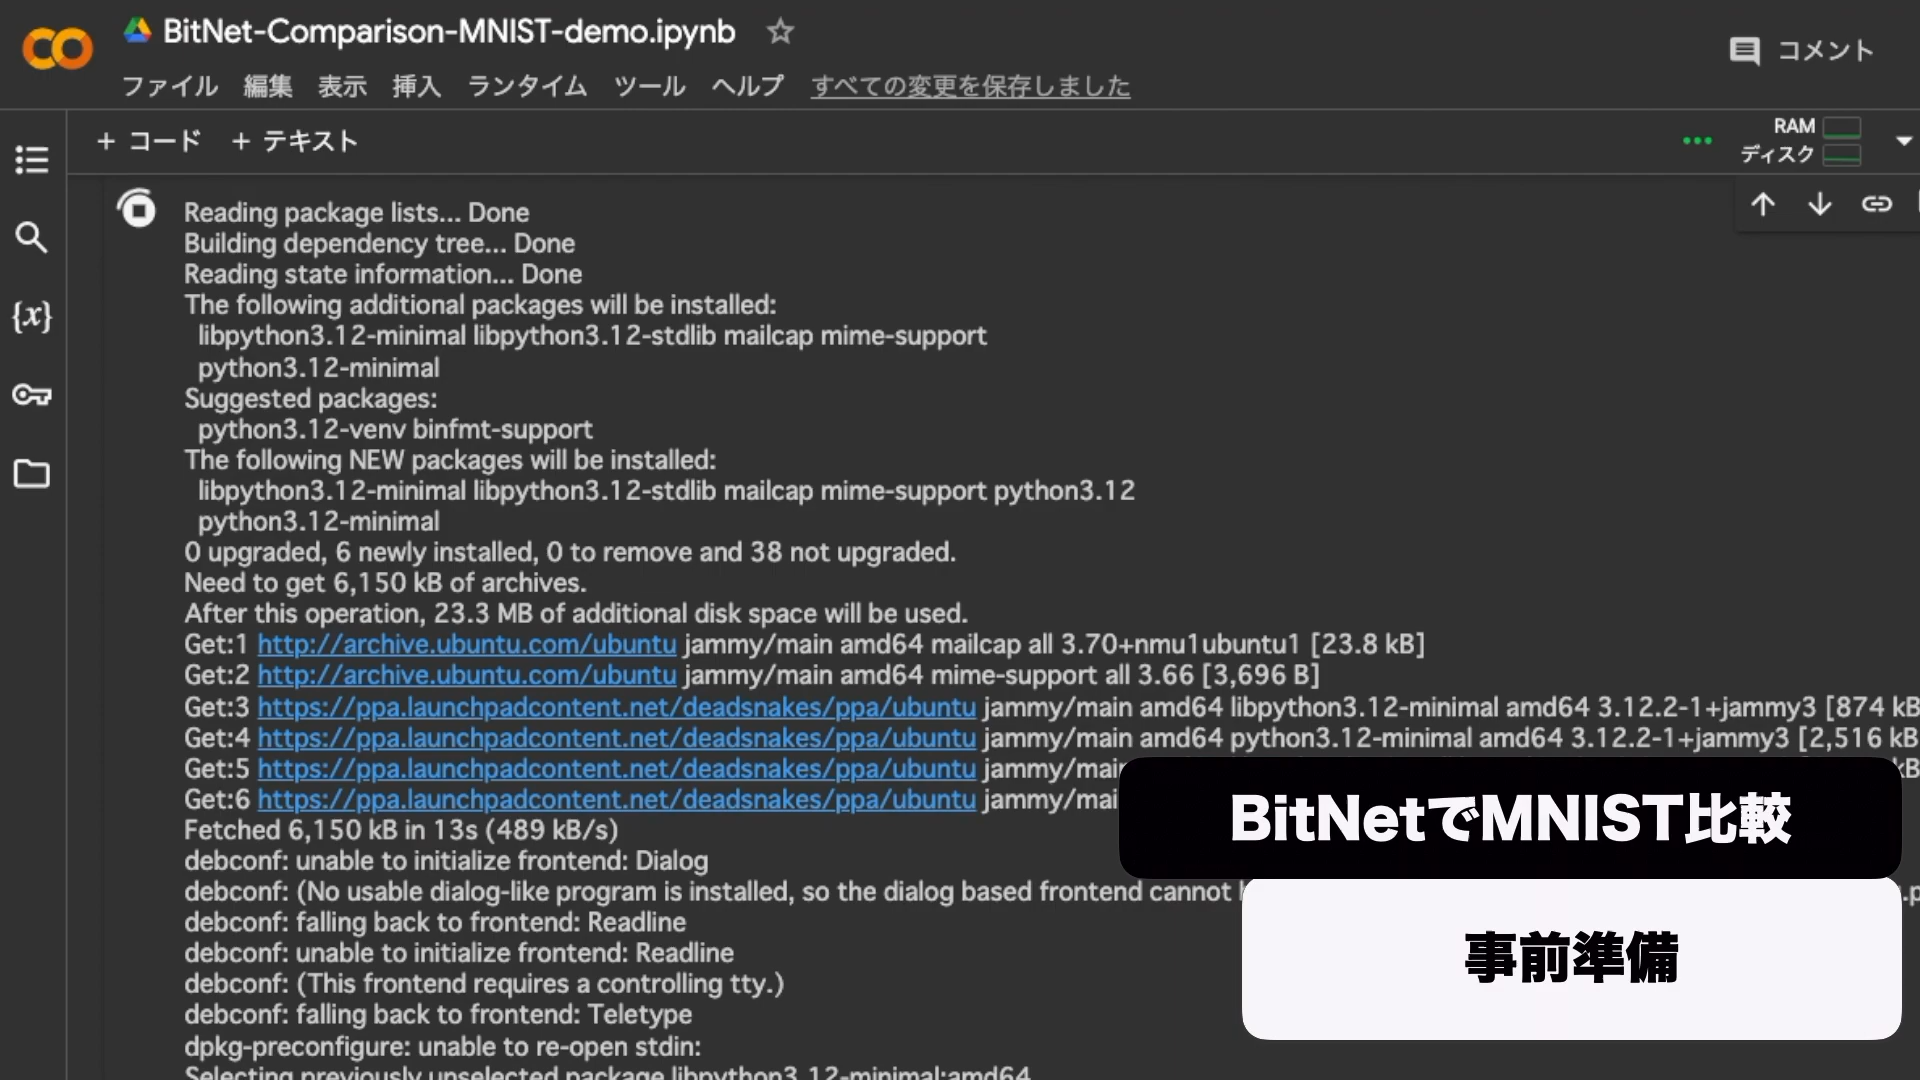 BitNet-Comparison-MNIST-demo.ipynb
コメント
ファイル 編集 表示 挿入 ランタイム ツール ヘルプ すべての変更を保存しました
+ コード + テキスト
RAM
ディスク
{x}
Reading package lists... Done
Building dependency tree... Done
Reading state information... Done
The following additional packages will be installed:
libpython3.12-minimal libpython3.12-stdlib mailcap mime-support
python3.12-minimal
Suggested packages:
python3.12-venv binfmt-support
The following NEW packages will be installed:
libpython3.12-minimal libpython3.12-stdlib mailcap mime-support python3.12
python3.12-minimal
0 upgraded, 6 newly installed, 0 to remove and 38 not upgraded.
Need to get 6,150 kB of archives.
After this operation, 23.3 MB of additional disk space will be used.
Get:1 http://archive.ubuntu.com/ubuntu jammy/main amd64 mailcap all 3.70+nmu1ubuntu1 [23.8 kB]
Get:2 http://archive.ubuntu.com/ubuntu jammy/main amd64 mime-support all 3.66 [3,696 B]
Get:3 https://ppa.launchpadcontent.net/deadsnakes/ppa/ubuntu jammy/main amd64 libpython3.12-minimal amd64 3.12.2-1+jammy3 [874 kB
Get:4 https://ppa.launchpadcontent.net/deadsnakes/ppa/ubuntu jammy/main amd64 python3.12-minimal amd64 3.12.2-1+jammy3 [2,516 kB
Get:5 https://ppa.launchpadcontent.net/deadsnakes/ppa/ubuntu jammy/mai
Get:6 https://ppa.launchpadcontent.net/deadsnakes/ppa/ubuntu jammy/mai
Fetched 6,150 kB in 13s (489 kB/s)
debconf: unable to initialize frontend: Dialog
debconf: (No usable dialog-like program is installed, so the dialog based frontend cannot
debconf: falling back to frontend: Readline
debconf: unable to initialize frontend: Readline
debconf: (This frontend requires a controlling tty.)
debconf: falling back to frontend: Teletype
dpkg-preconfigure: unable to re-open stdin:
Selecting previously unselected package libpython3.12-minimal:amd64
BitNetでMNIST比較
事前準備